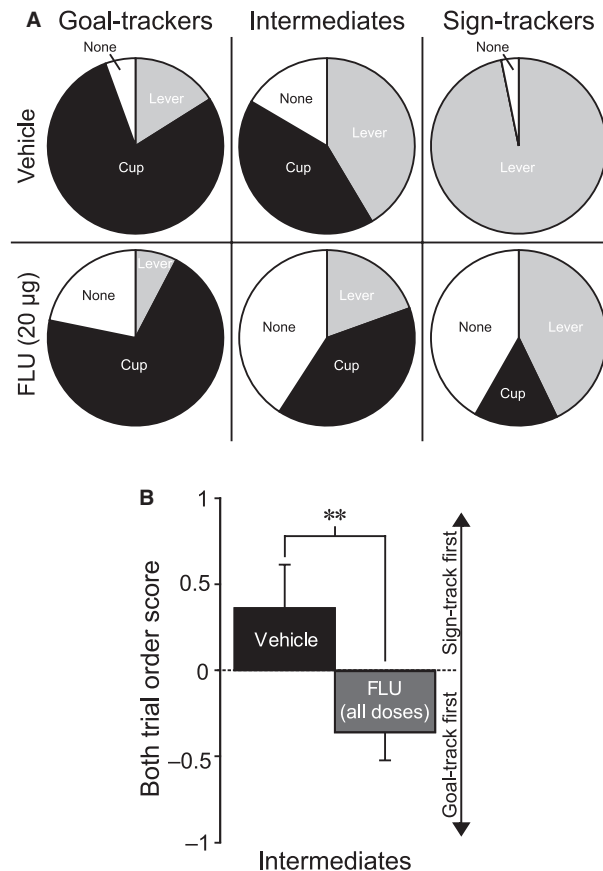 A
Goal-trackers
Intermediates
Sign-trackers
Vehicle
None
Lever
Cup
None
Lever
Cup
None
Lever
FLU (20 µg)
None
Lever
Cup
None
Lever
Cup
None
Lever
Cup
B
Both trial order score
1
0.5
0
−0.5
−1
**
Vehicle
FLU
(all doses)
Sign-track first
Goal-track first
Intermediates